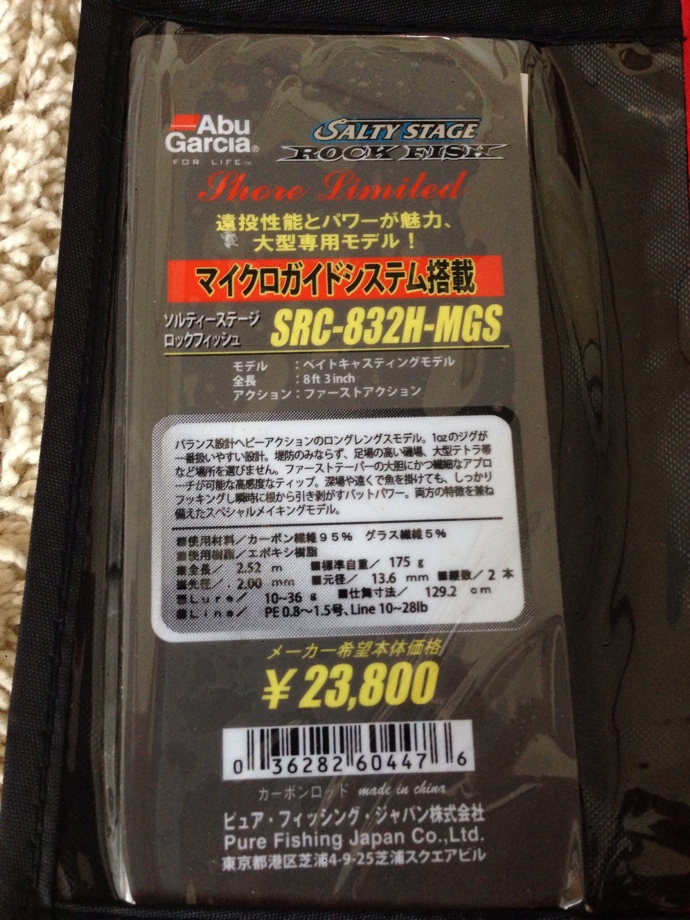 Abu
Garcia®
FOR LIFE™
SALTY STAGE
ROCK FISH
Shore Limited
遠投性能とパワーが魅力、
大型専用モデル！
マイクロガイドシステム搭載
ソルティーステージ
ロックフィッシュ
SRC-832H-MGS
モデル ：ベイトキャスティングモデル
全長 ：8ft 3inch
アクション：ファーストアクション
バランス設計ヘビーアクションのロングレングスモデル。1ozのジグが
一番扱いやすい設計。堤防のみならず、足場の高い磯場、大型テトラ帯
など場所を選びません。ファーストテーパーの大胆にかつ繊細なアプロ
ーチが可能な高感度なティップ。深場や遠くで魚を掛けても、しっかり
フッキングし瞬時に根から引き剥がすバットパワー。両方の特徴を兼ね
備えたスペシャルメイキングモデル。
■使用材料／カーボン繊維９５％ グラス繊維５％
■使用樹脂／エポキシ樹脂
■全長／ 2.52 m ■標準自重／ 175 g
■先径／ 2.00 mm ■元径／ 13.6 mm ■継数／２ 本
■Lure／ 10~36 g ■仕舞寸法／ 129.2 cm
■Line／ PE 0.8〜1.5号、Line 10~28lb
メーカー希望本体価格
¥ 23,800
0 36282 60447 6
カーボンロッド made in china
ピュア・フィッシング・ジャパン株式会社
Pure Fishing Japan Co.,Ltd.
東京都港区芝浦4-9-25芝浦スクエアビル